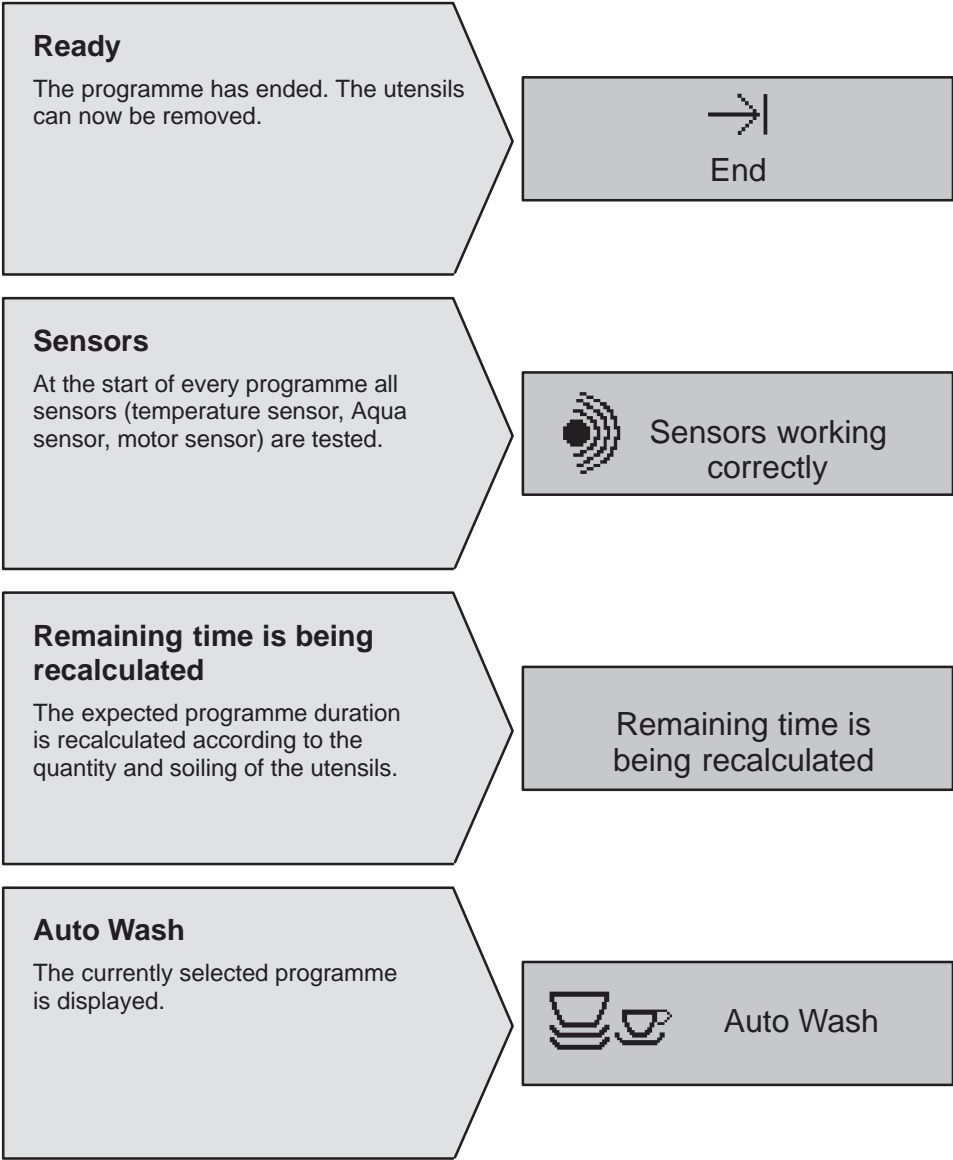 Ready
The programme has ended. The utensils
can now be removed.
End
Sensors
At the start of every programme all
sensors (temperature sensor, Aqua
sensor, motor sensor) are tested.
Sensors working
correctly
Remaining time is being
recalculated
The expected programme duration
is recalculated according to the
quantity and soiling of the utensils.
Remaining time is
being recalculated
Auto Wash
The currently selected programme
is displayed.
Auto Wash